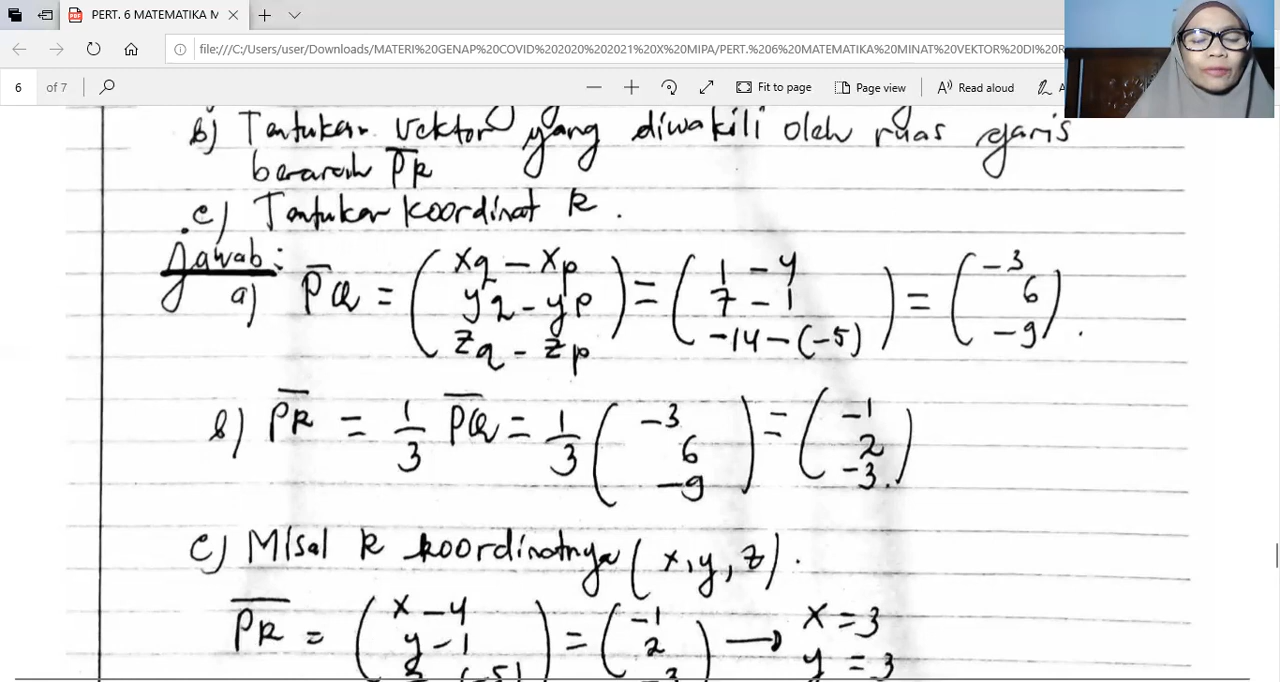 PERT. 6 MATEMATIKA M
file:///C:/Users/user/Downloads/MATERI%20GENAP%20COVID%202020%202021%20X%20MIPA/PERT.%206%20MATEMATIKA%20MINAT%20VEKTOR%20DI%20R
6 of 7 Fit to page Page view Read aloud
b) Tentukan vektor yang diwakili oleh ruas garis
berarah PR
c) Tentukan koordinat R.
Jawab:
a) PQ = ( xq - xp = ( 1 - 4 = ( -3
yq - yp ) 7 - 1 ) 6 )
zq - zp -14 - (-5) -9 .
b) PR = 1/3 PQ = 1/3 ( -3 = ( -1
6 ) 2 )
-9 -3
c) Misal R koordinatnya (x, y, z).
PR = ( x - 4 = ( -1 → x = 3
y - 1 ) 2 ) y = 3
(-5)